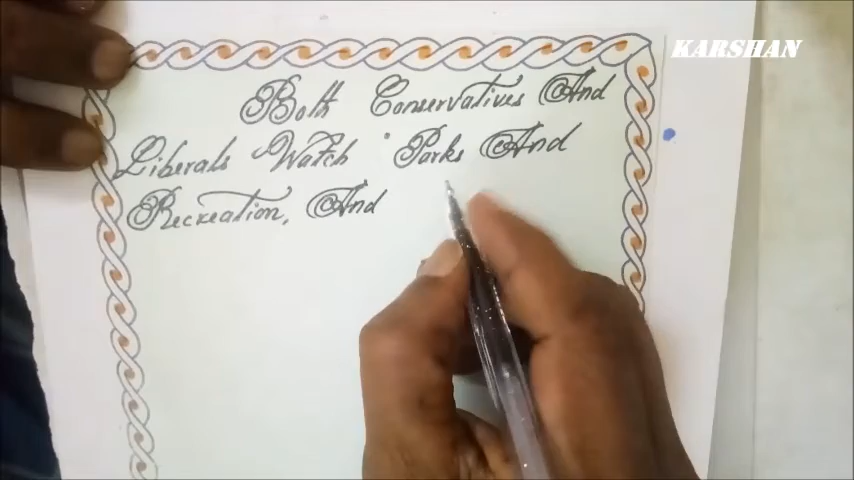 KARSHAN
Both Conservatives And
Liberals Watch "Parks And
Recreation, And